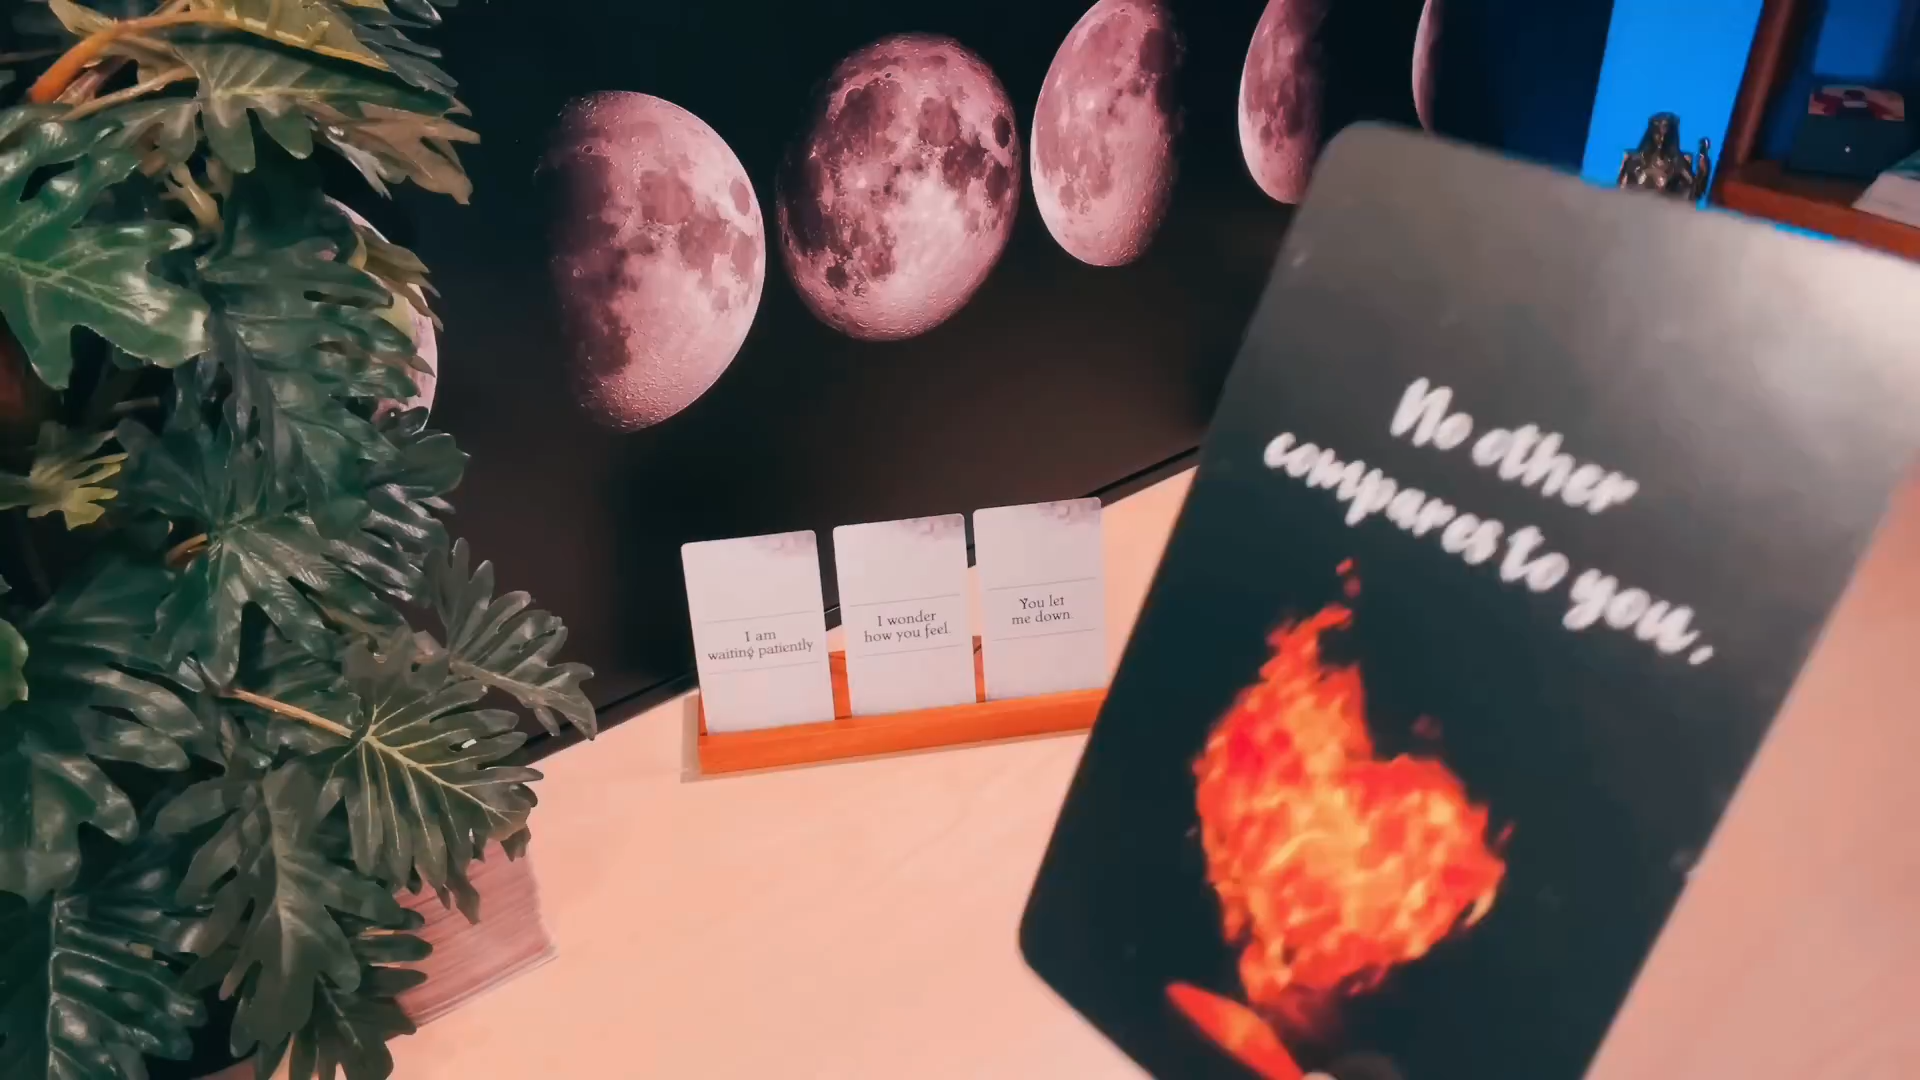 I am
waiting patiently
I wonder
how you feel.
You let
me down.
No other
compares to you,